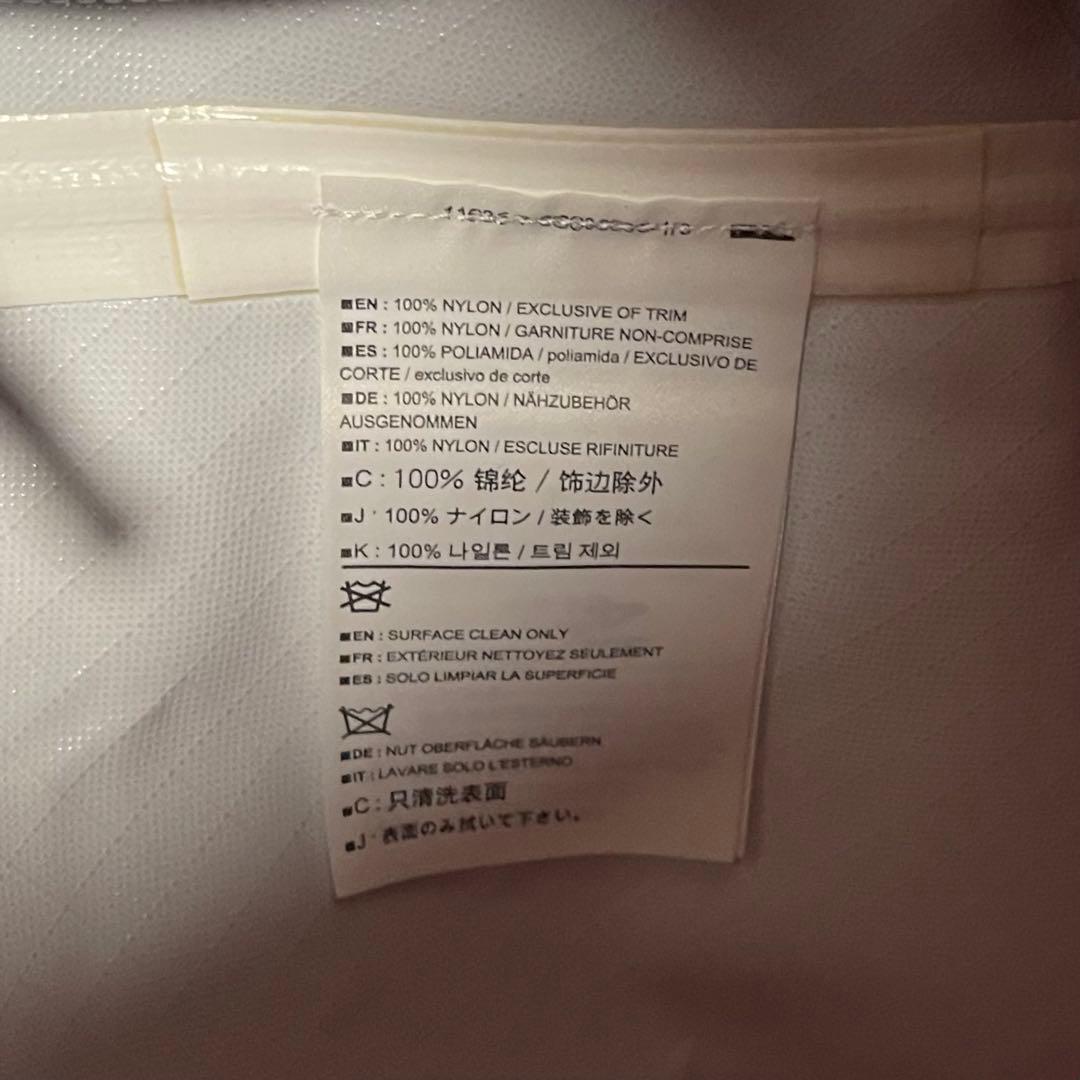 EN : 100% NYLON / EXCLUSIVE OF TRIM
FR : 100% NYLON / GARNITURE NON-COMPRISE
ES : 100% POLIAMIDA / poliamida / EXCLUSIVO DE
CORTE / exclusivo de corte
DE : 100% NYLON / NÄHZUBEHÖR
AUSGENOMMEN
IT : 100% NYLON / ESCLUSE RIFINITURE
C : 100% 锦纶 / 饰边除外
J : 100% ナイロン / 装飾を除く
K : 100% 나일론 / 트림 제외
EN : SURFACE CLEAN ONLY
FR : EXTÉRIEUR NETTOYEZ SEULEMENT
ES : SOLO LIMPIAR LA SUPERFICIE
DE : NUT OBERFLÄCHE SÄUBERN
IT : LAVARE SOLO L'ESTERNO
C : 只清洗表面
J : 表面のみ拭いて下さい。